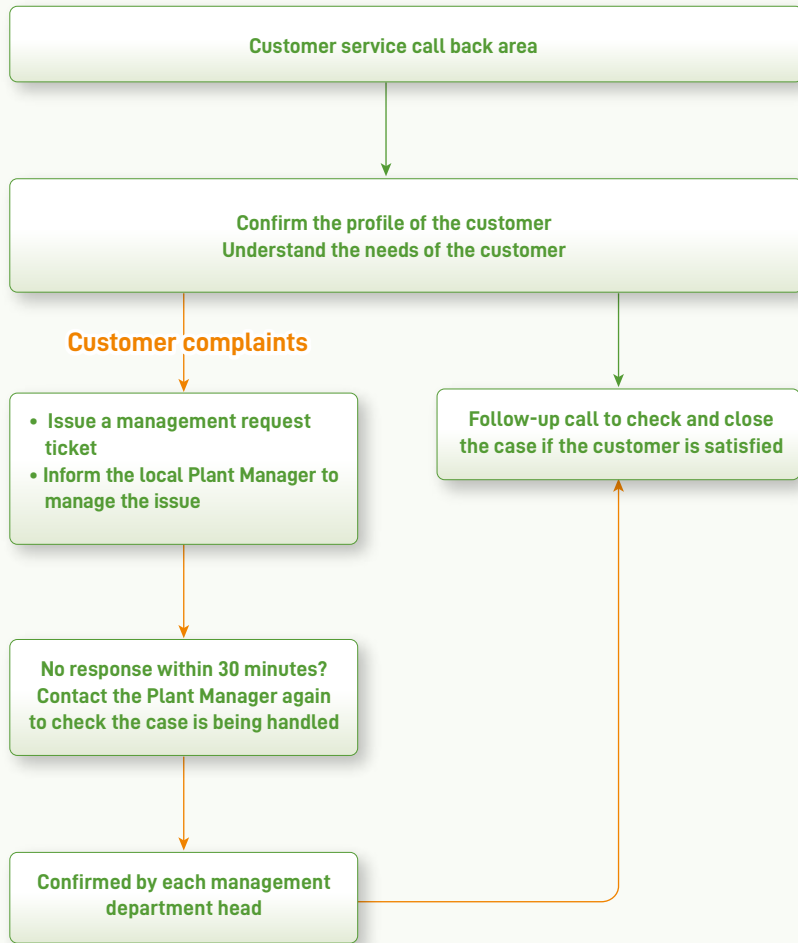 Customer service call back area
Confirm the profile of the customer
Understand the needs of the customer
Customer complaints
• Issue a management request
ticket
• Inform the local Plant Manager to
manage the issue
Follow-up call to check and close
the case if the customer is satisfied
No response within 30 minutes?
Contact the Plant Manager again
to check the case is being handled
Confirmed by each management
department head